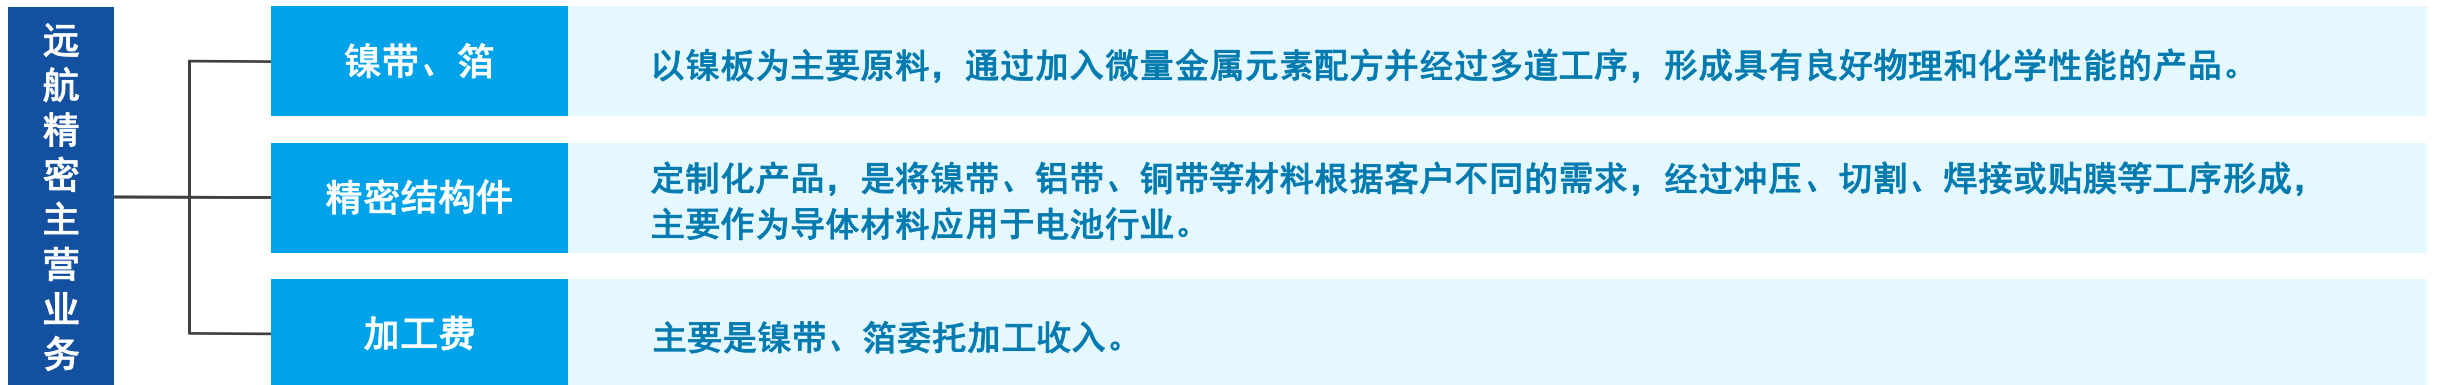 远航精密主营业务
镍带、箔
以镍板为主要原料，通过加入微量金属元素配方并经过多道工序，形成具有良好物理和化学性能的产品。
精密结构件
定制化产品，是将镍带、铝带、铜带等材料根据客户不同的需求，经过冲压、切割、焊接或贴膜等工序形成，
主要作为导体材料应用于电池行业。
加工费
主要是镍带、箔委托加工收入。